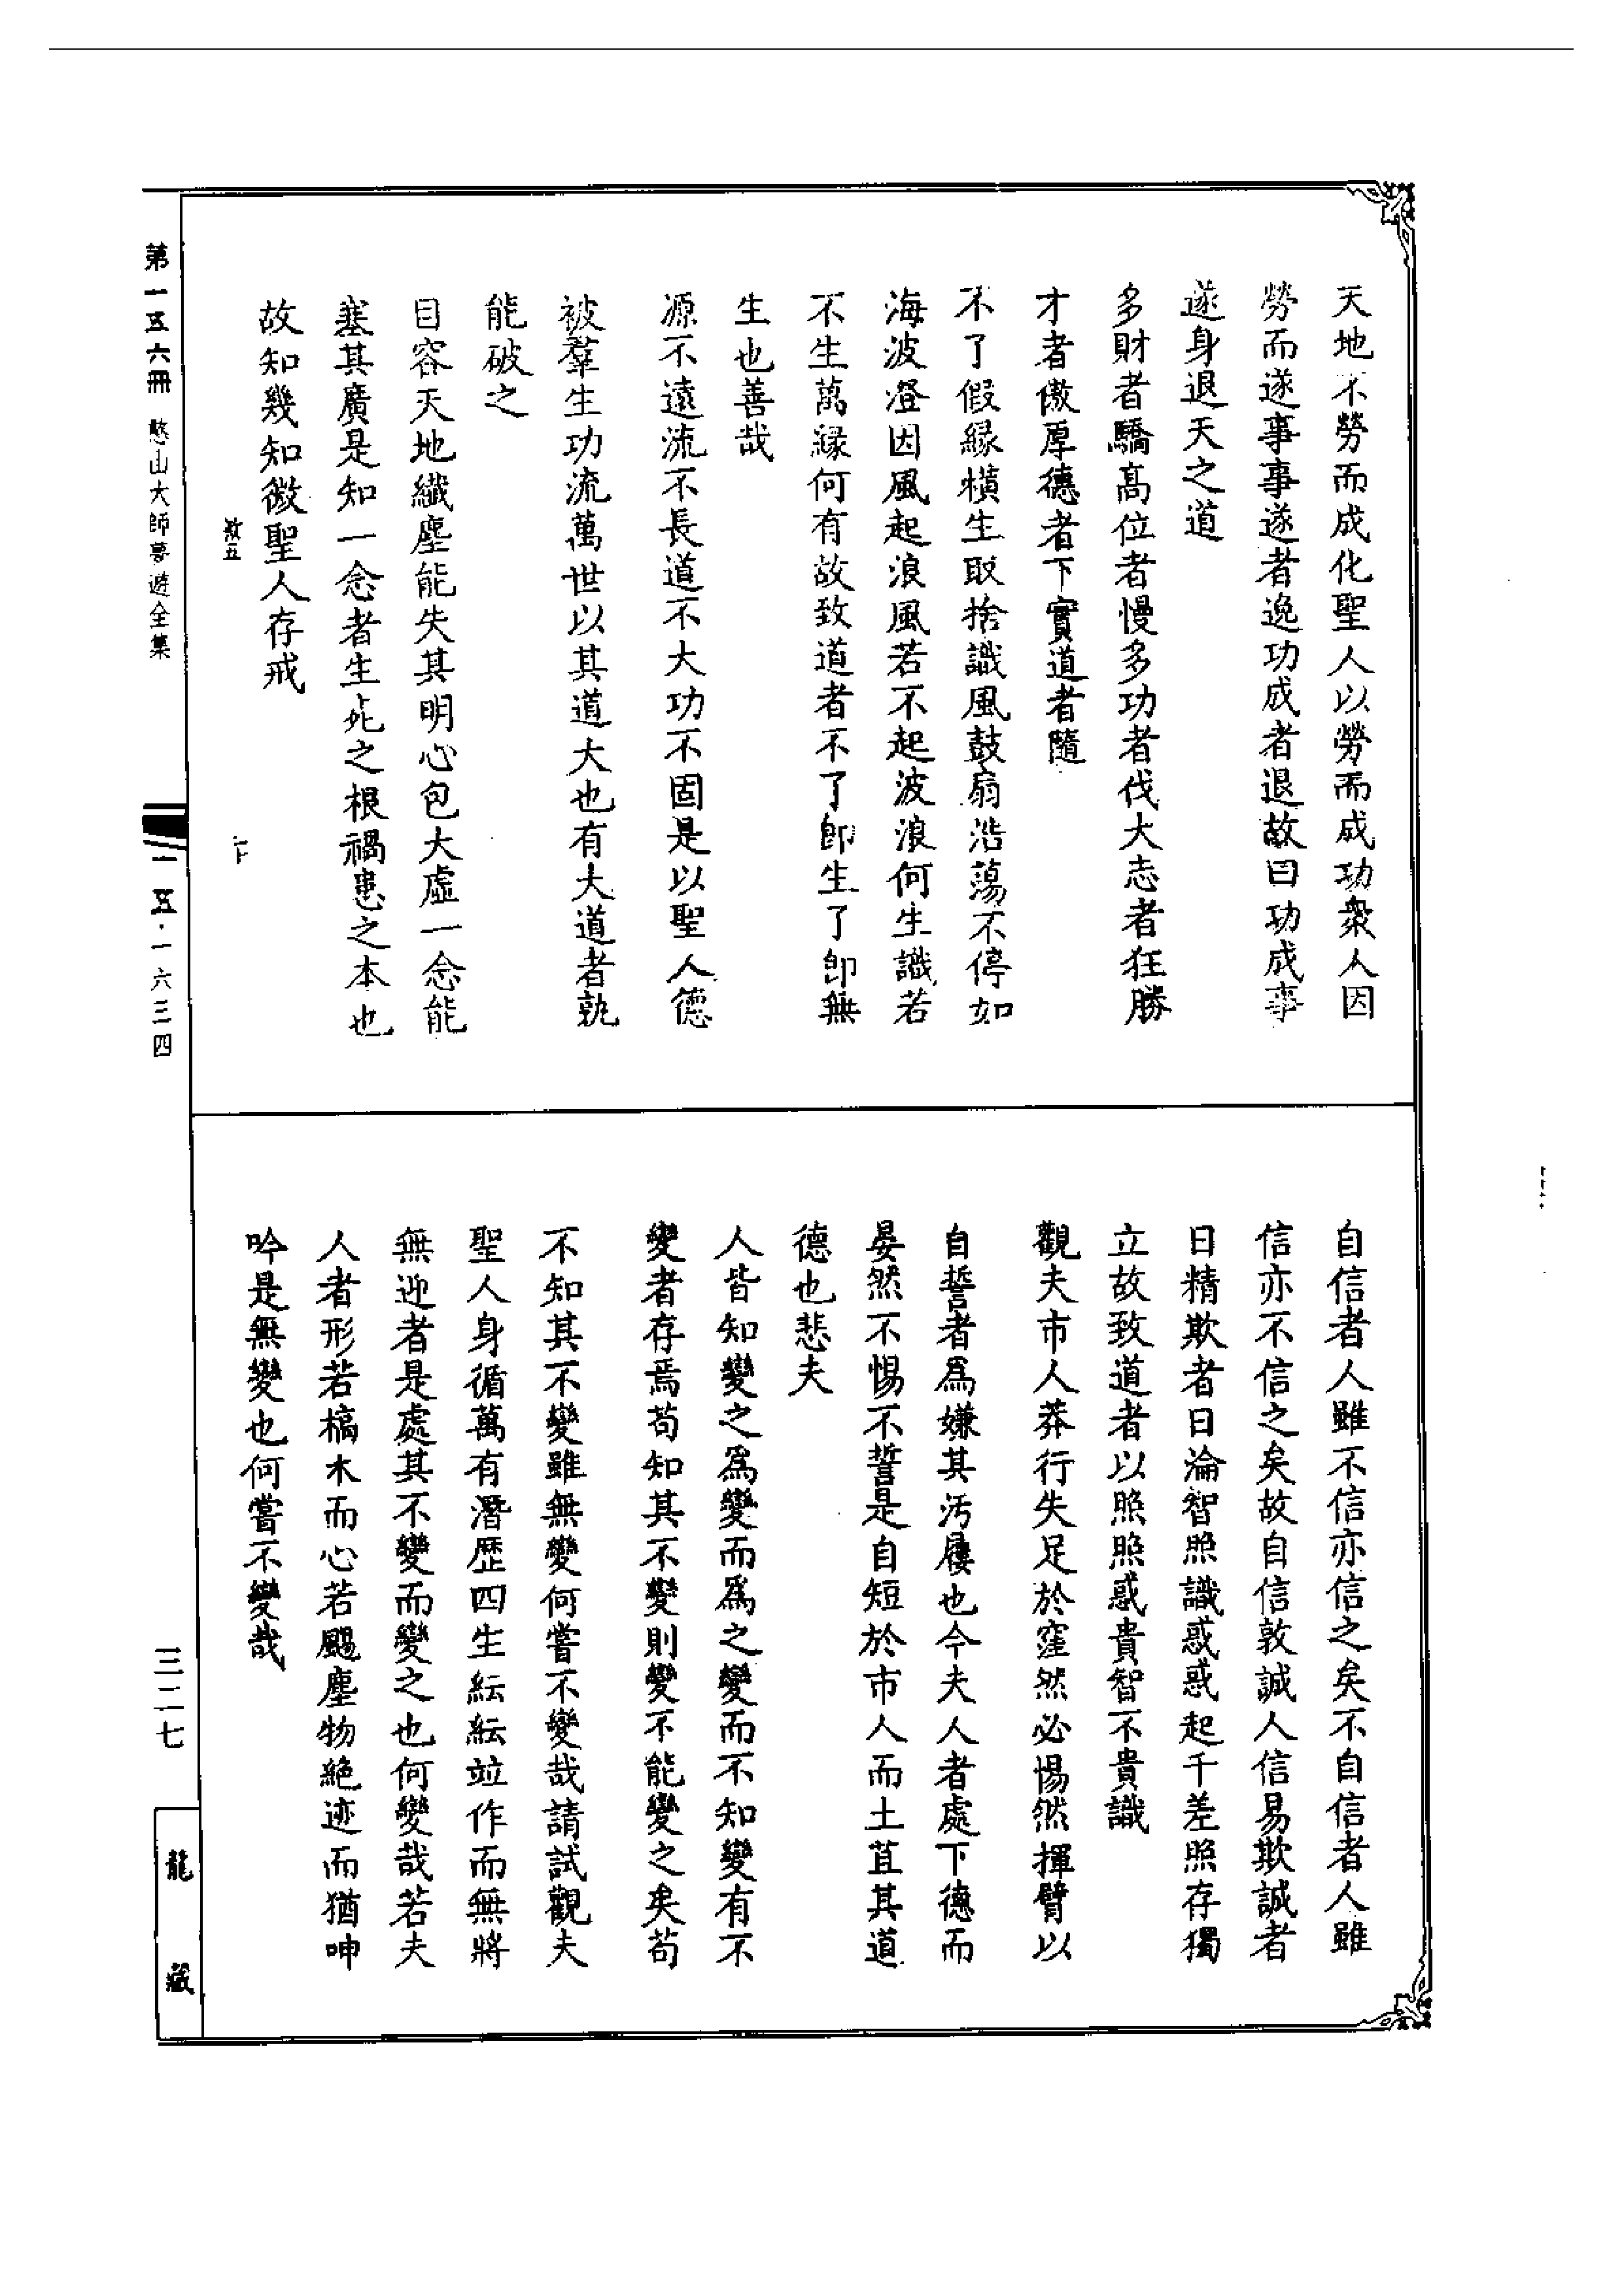 天地不勞而成化聖人以勞而成功衆人因
勞而遂事事遂者逸功成者退故曰功成事
遂身退天之道
多財者驕高位者慢多功者伐大志者狂勝
才者傲厚德者下實道者隨
不了假緣橫生取捨識風鼓扇浩蕩不停如
海波澄因風起浪風若不起波浪何生識若
不生萬緣何有故致道者不了卽生了卽無
生也善哉
源不遠流不長道不大功不固是以聖人德
被羣生功流萬世以其道大也有大道者孰
能破之
目容天地纖塵能失其明心包大虛一念能
塞其廣是知一念者生死之根禍患之本也
故知幾知微聖人存戒
自信者人雖不信亦信之矣不自信者人雖
信亦不信之矣故自信敦誠人信易欺誠者
日精欺者日淪智照識惑惑起千差照存獨
立故致道者以照照惑貴智不貴識
觀夫市人莽行失足於窪然必惕然揮臂以
自誓者爲嫌其汚屨也今夫人者處下德而
晏然不惕不誓是自短於市人而土苴其道
德也悲夫
人皆知變之爲變而爲之變而不知變有不
變者存焉苟知其不變則變不能變之矣苟
不知其不變雖無變何嘗不變哉請試觀夫
聖人身循萬有潛歷四生紜紜竝作而無將
無迎者是處其不變而變之也何變哉若夫
人者形若槁木而心若颺塵物絕迹而猶呻
吟是無變也何嘗不變哉
第一五六冊 憨山大師夢遊全集
一五·一六三四
三二七
龍藏